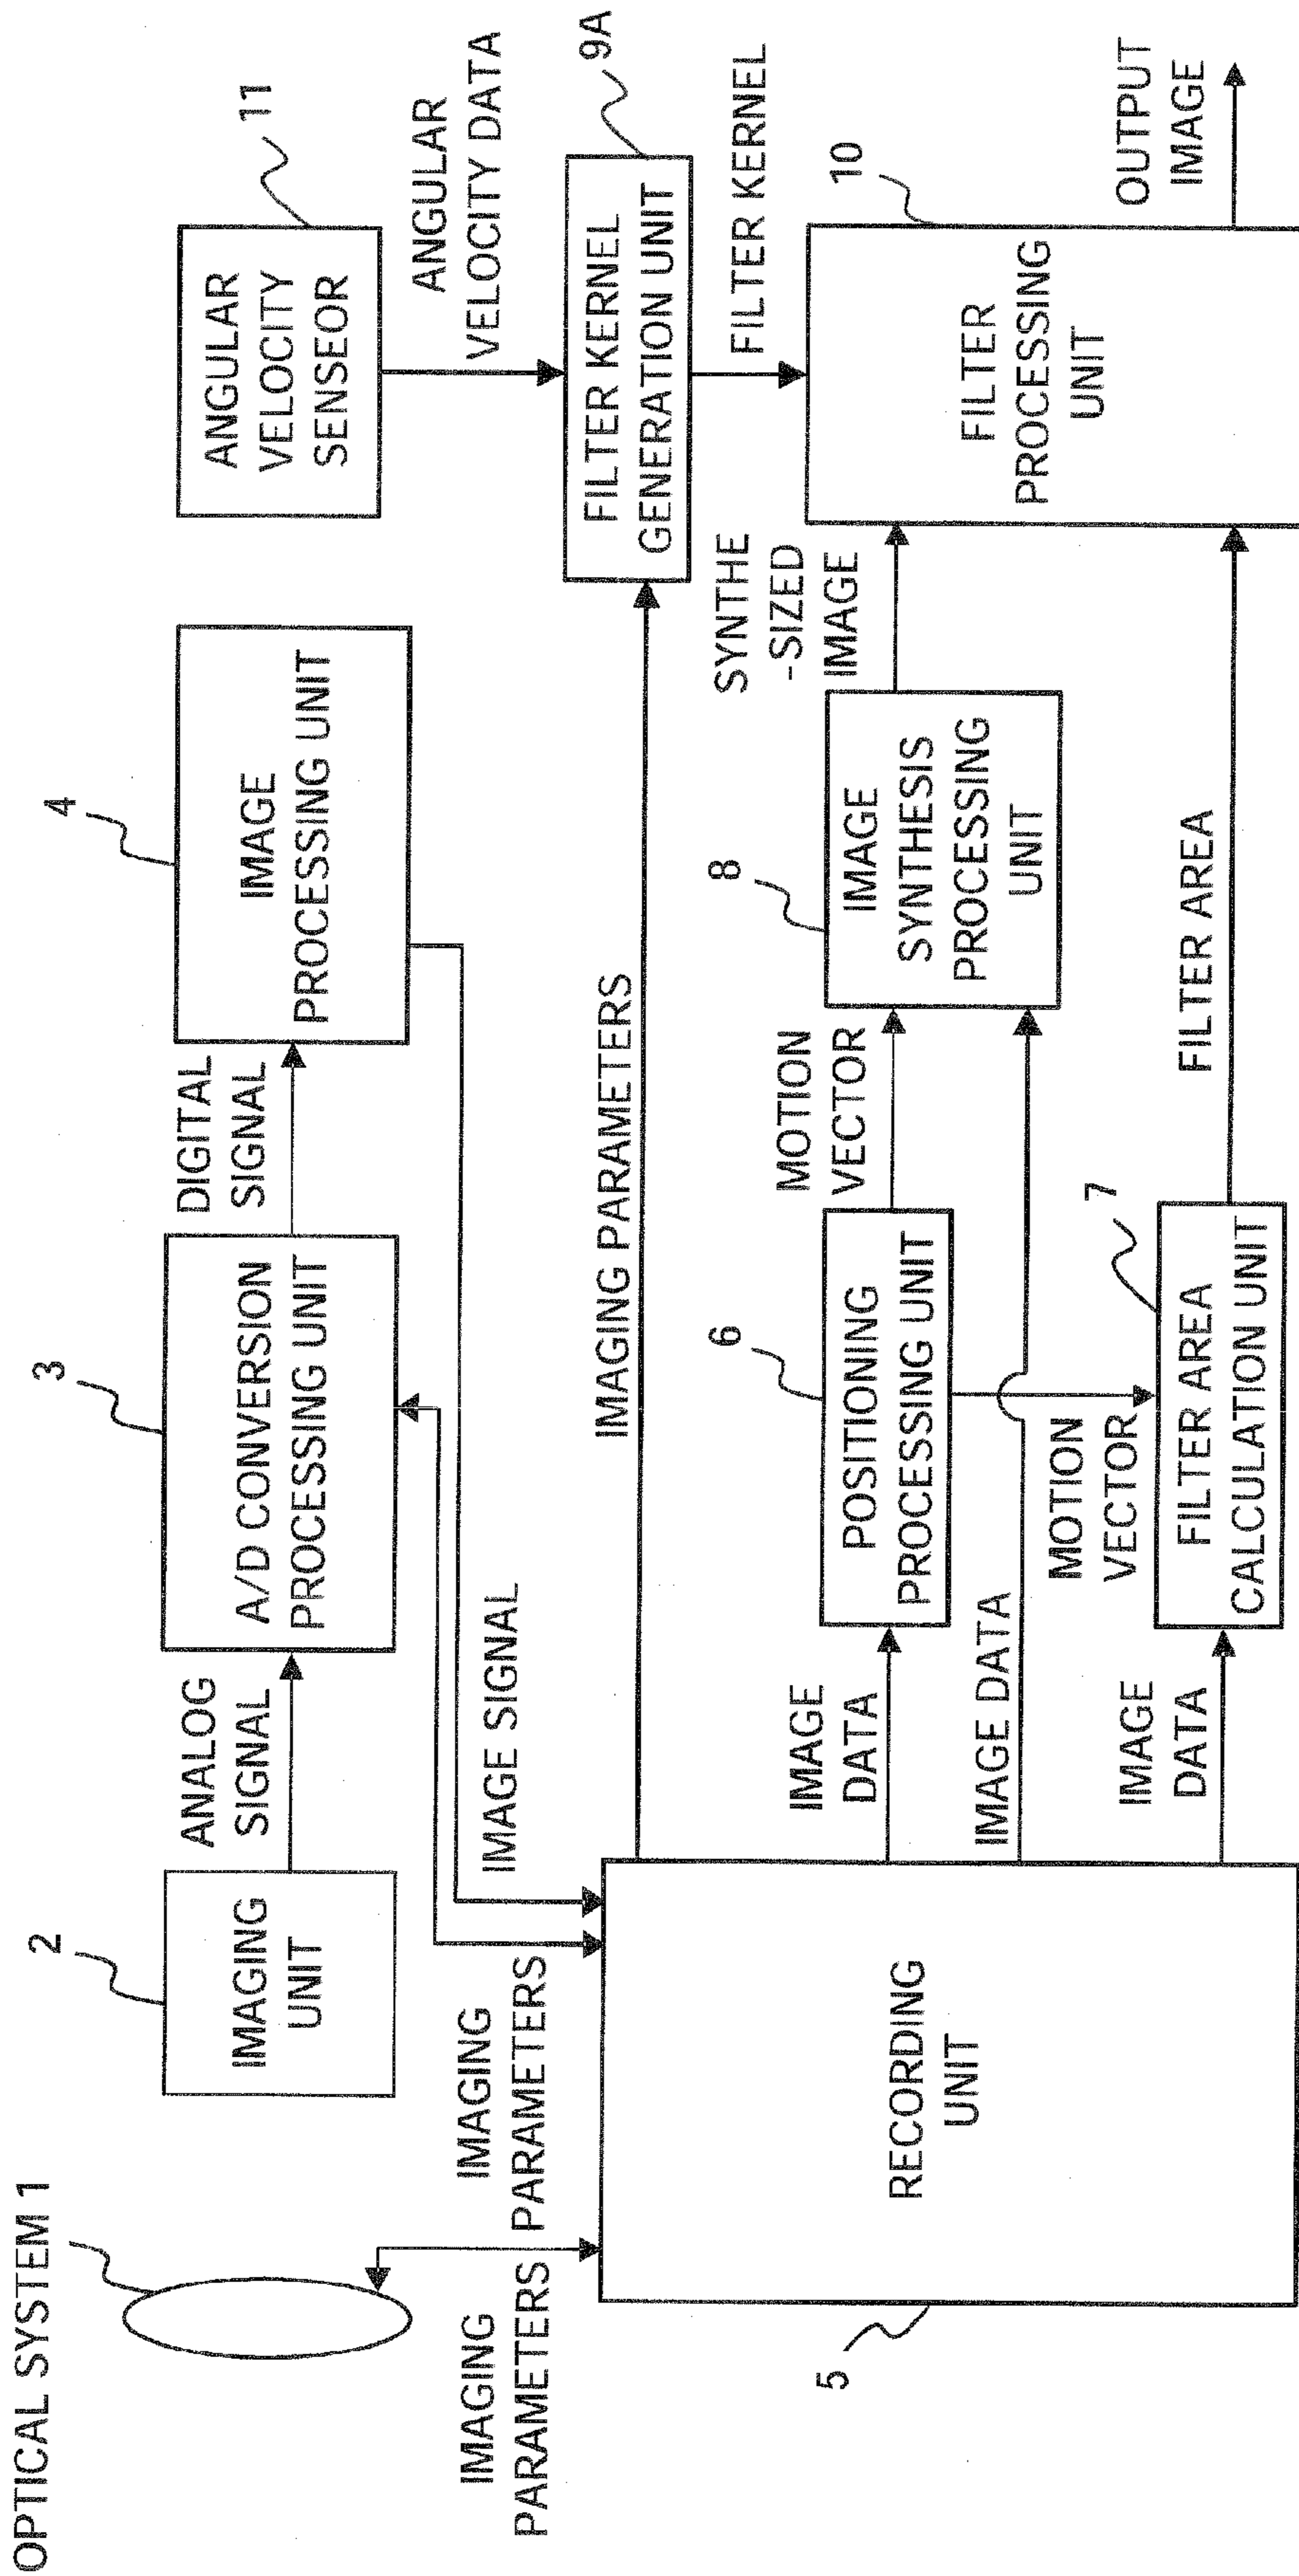 OPTICAL SYSTEM 1
2
IMAGING
UNIT
ANALOG
SIGNAL
3
A/D CONVERSION
PROCESSING UNIT
DIGITAL
SIGNAL
4
IMAGE
PROCESSING UNIT
11
ANGULAR
VELOCITY
SENSEOR
ANGULAR
VELOCITY DATA
9A
FILTER KERNEL
GENERATION UNIT
FILTER KERNEL
IMAGING
PARAMETERS
IMAGING
PARAMETERS
IMAGE SIGNAL
IMAGING PARAMETERS
5
RECORDING
UNIT
IMAGE
DATA
6
POSITIONING
PROCESSING UNIT
MOTION
VECTOR
8
IMAGE
SYNTHESIS
PROCESSING
UNIT
SYNTHE
-SIZED
IMAGE
10
FILTER
PROCESSING
UNIT
OUTPUT
IMAGE
IMAGE DATA
MOTION
VECTOR
IMAGE
DATA
7
FILTER AREA
CALCULATION UNIT
FILTER AREA